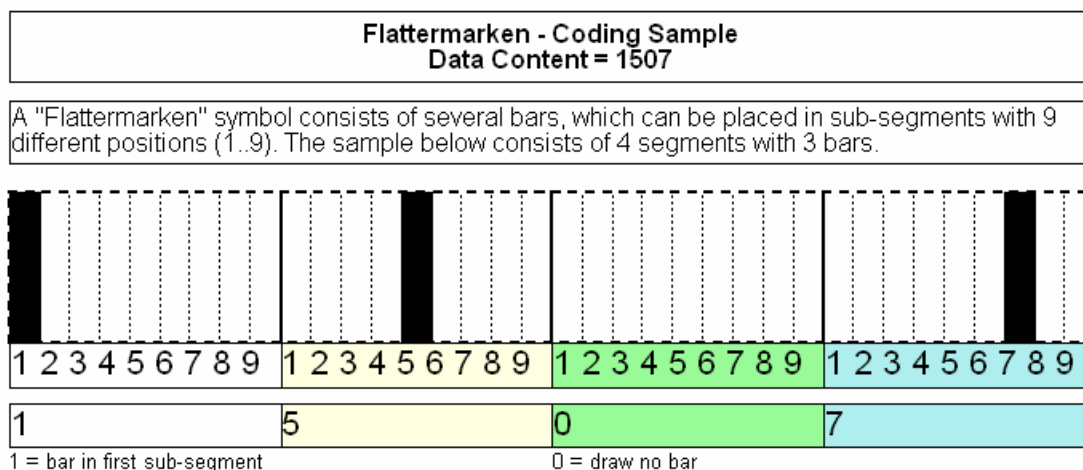 Flattermarken - Coding Sample
Data Content = 1507
A "Flattermarken" symbol consists of several bars, which can be placed in sub-segments with 9
different positions (1..9). The sample below consists of 4 segments with 3 bars.
1 2 3 4 5 6 7 8 9 1 2 3 4 5 6 7 8 9 1 2 3 4 5 6 7 8 9 1 2 3 4 5 6 7 8 9
1 5 0 7
1 = bar in first sub-segment 0 = draw no bar